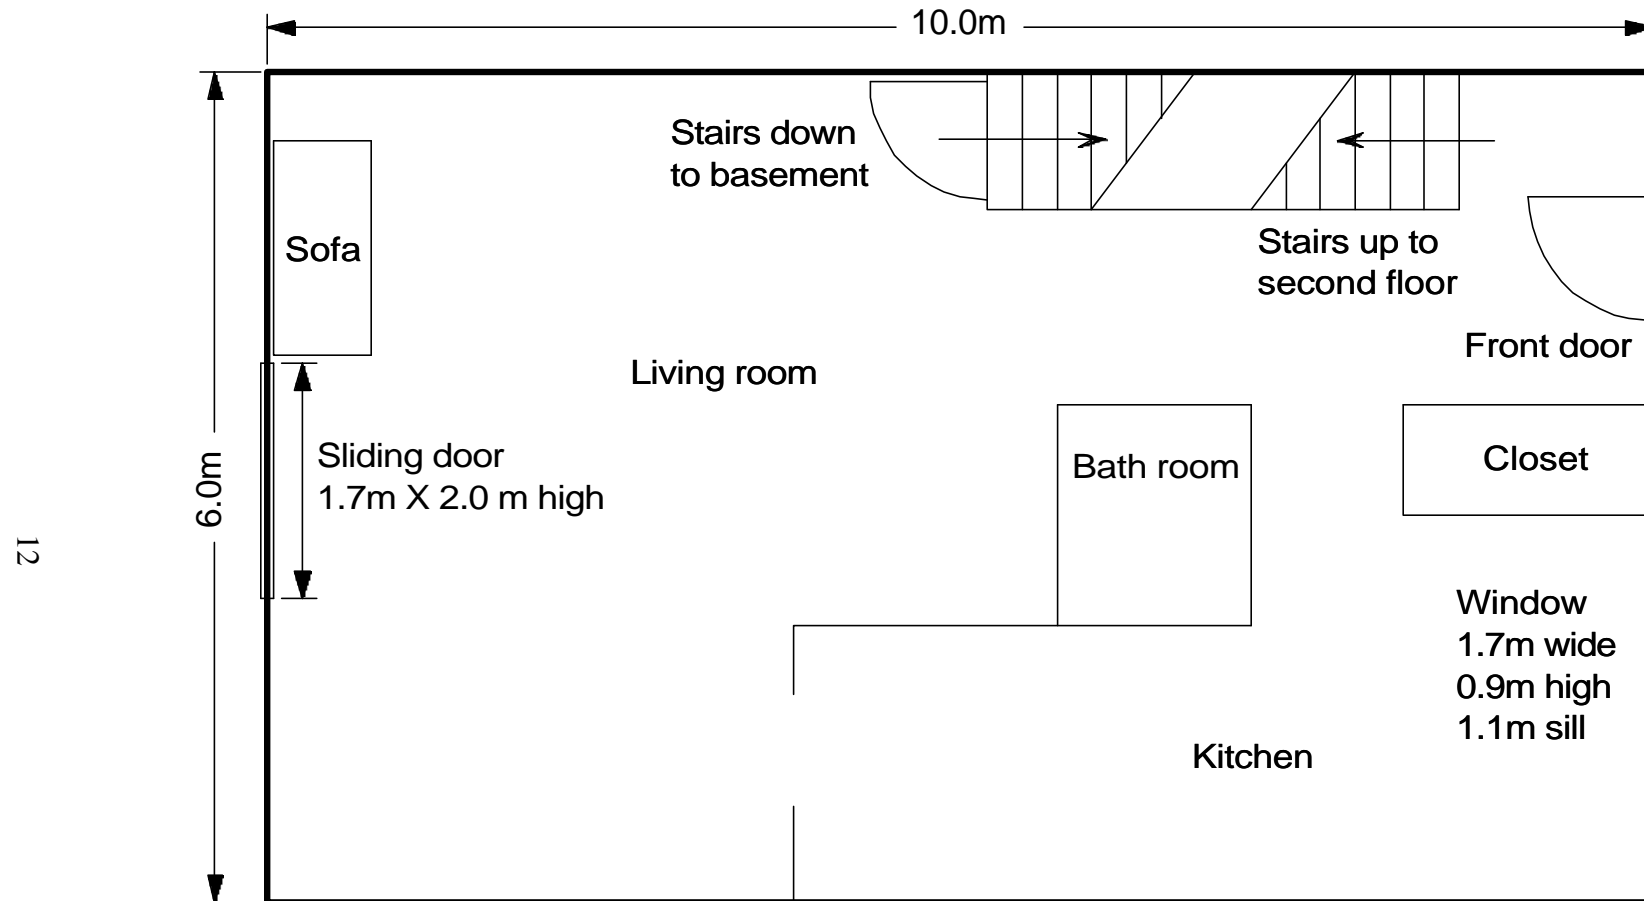 10.0m
Stairs down
to basement
Sofa
Stairs up to
second floor
Front door
Living room
Sliding door
1.7m X 2.0 m high
6.0m
Bath room
Closet
12
Window
1.7m wide
0.9m high
1.1m sill
Kitchen